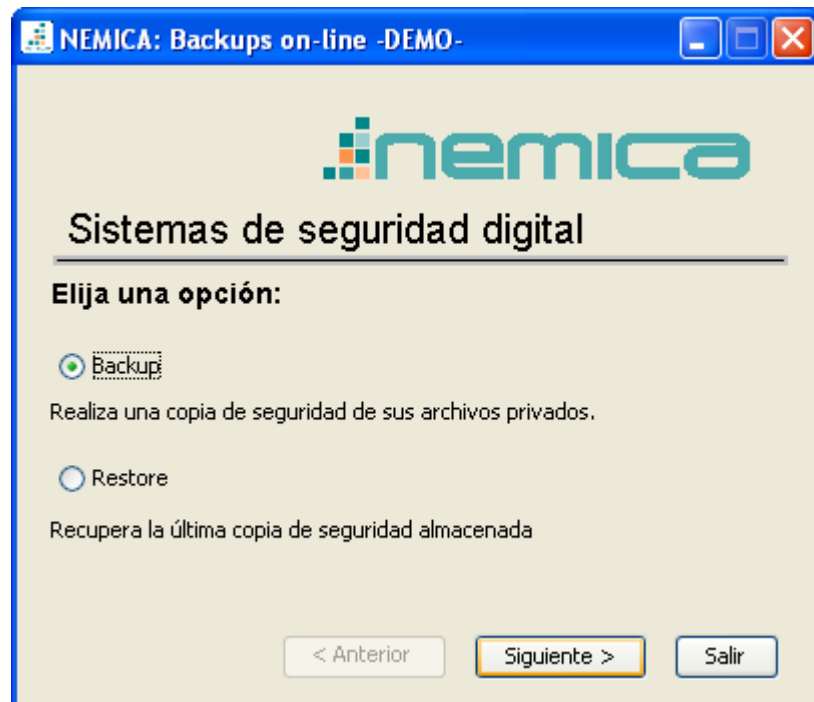 NEMICA: Backups on-line -DEMO-
nemica
Sistemas de seguridad digital
Elija una opción:
Backup
Realiza una copia de seguridad de sus archivos privados.
Restore
Recupera la última copia de seguridad almacenada
< Anterior Siguiente > Salir